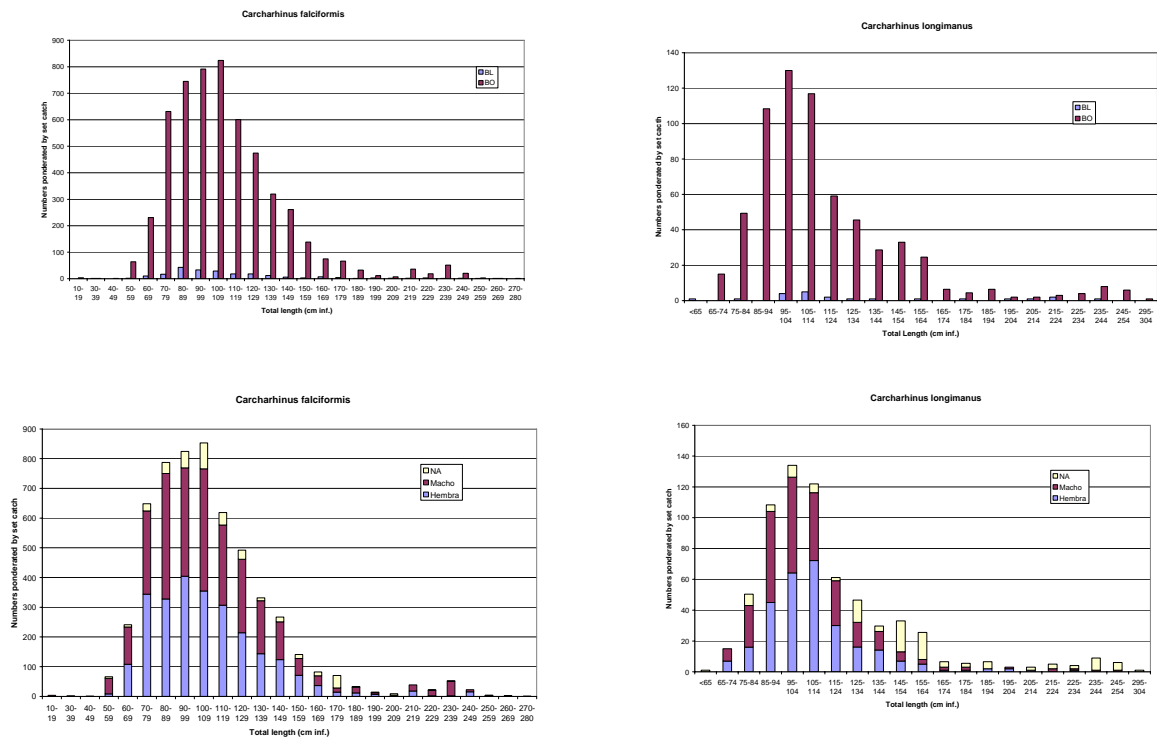 Carcharhinus falciformis
Numbers ponderated by set catch
900
800
700
600
500
400
300
200
100
0
10- 30- 40- 50- 60- 70- 80- 90- 100- 110- 120- 130- 140- 150- 160- 170- 180- 190- 200- 210- 220- 230- 240- 250- 260- 270-
19 39 49 59 69 79 89 99 109 119 129 139 149 159 169 179 189 199 209 219 229 239 249 259 269 280
Total length (cm inf.)
BL
BO
Carcharhinus longimanus
Numbers ponderated by set cacth
140
120
100
80
60
40
20
0
<65 65-74 75-84 85-94 95- 105- 115- 125- 135- 145- 155- 165- 175- 185- 195- 205- 215- 225- 235- 245- 295-
104 114 124 134 144 154 164 174 184 194 204 214 224 234 244 254 304
Total Length (cm inf.)
BL
BO
Carcharhinus falciformis
Numbers ponderated by set catch
900
800
700
600
500
400
300
200
100
0
10- 30- 40- 50- 60- 70- 80- 90- 100- 110- 120- 130- 140- 150- 160- 170- 180- 190- 200- 210- 220- 230- 240- 250- 260- 270-
19 39 49 59 69 79 89 99 109 119 129 139 149 159 169 179 189 199 209 219 229 239 249 259 269 280
Total length (cm inf.)
NA
Macho
Hembra
Carcharhinus longimanus
Numbers ponderated by set catch
160
140
120
100
80
60
40
20
0
<65 65-74 75-84 85-94 95- 105- 115- 125- 135- 145- 155- 165- 175- 185- 195- 205- 215- 225- 235- 245- 295-
104 114 124 134 144 154 164 174 184 194 204 214 224 234 244 254 304
Total length (cm inf.)
NA
Macho
Hembra